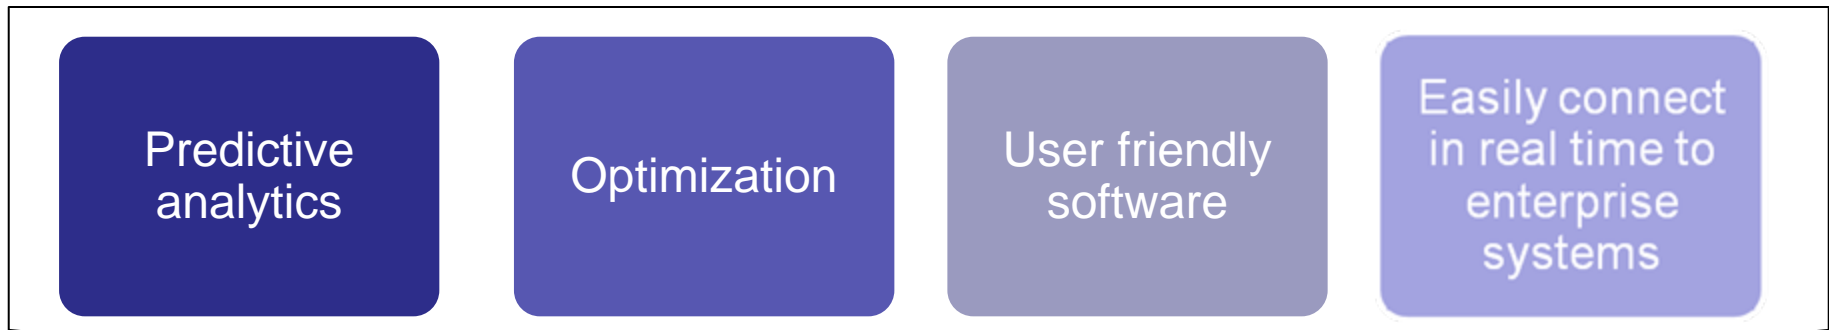 Predictive
analytics
Optimization
User friendly
software
Easily connect
in real time to
enterprise
systems